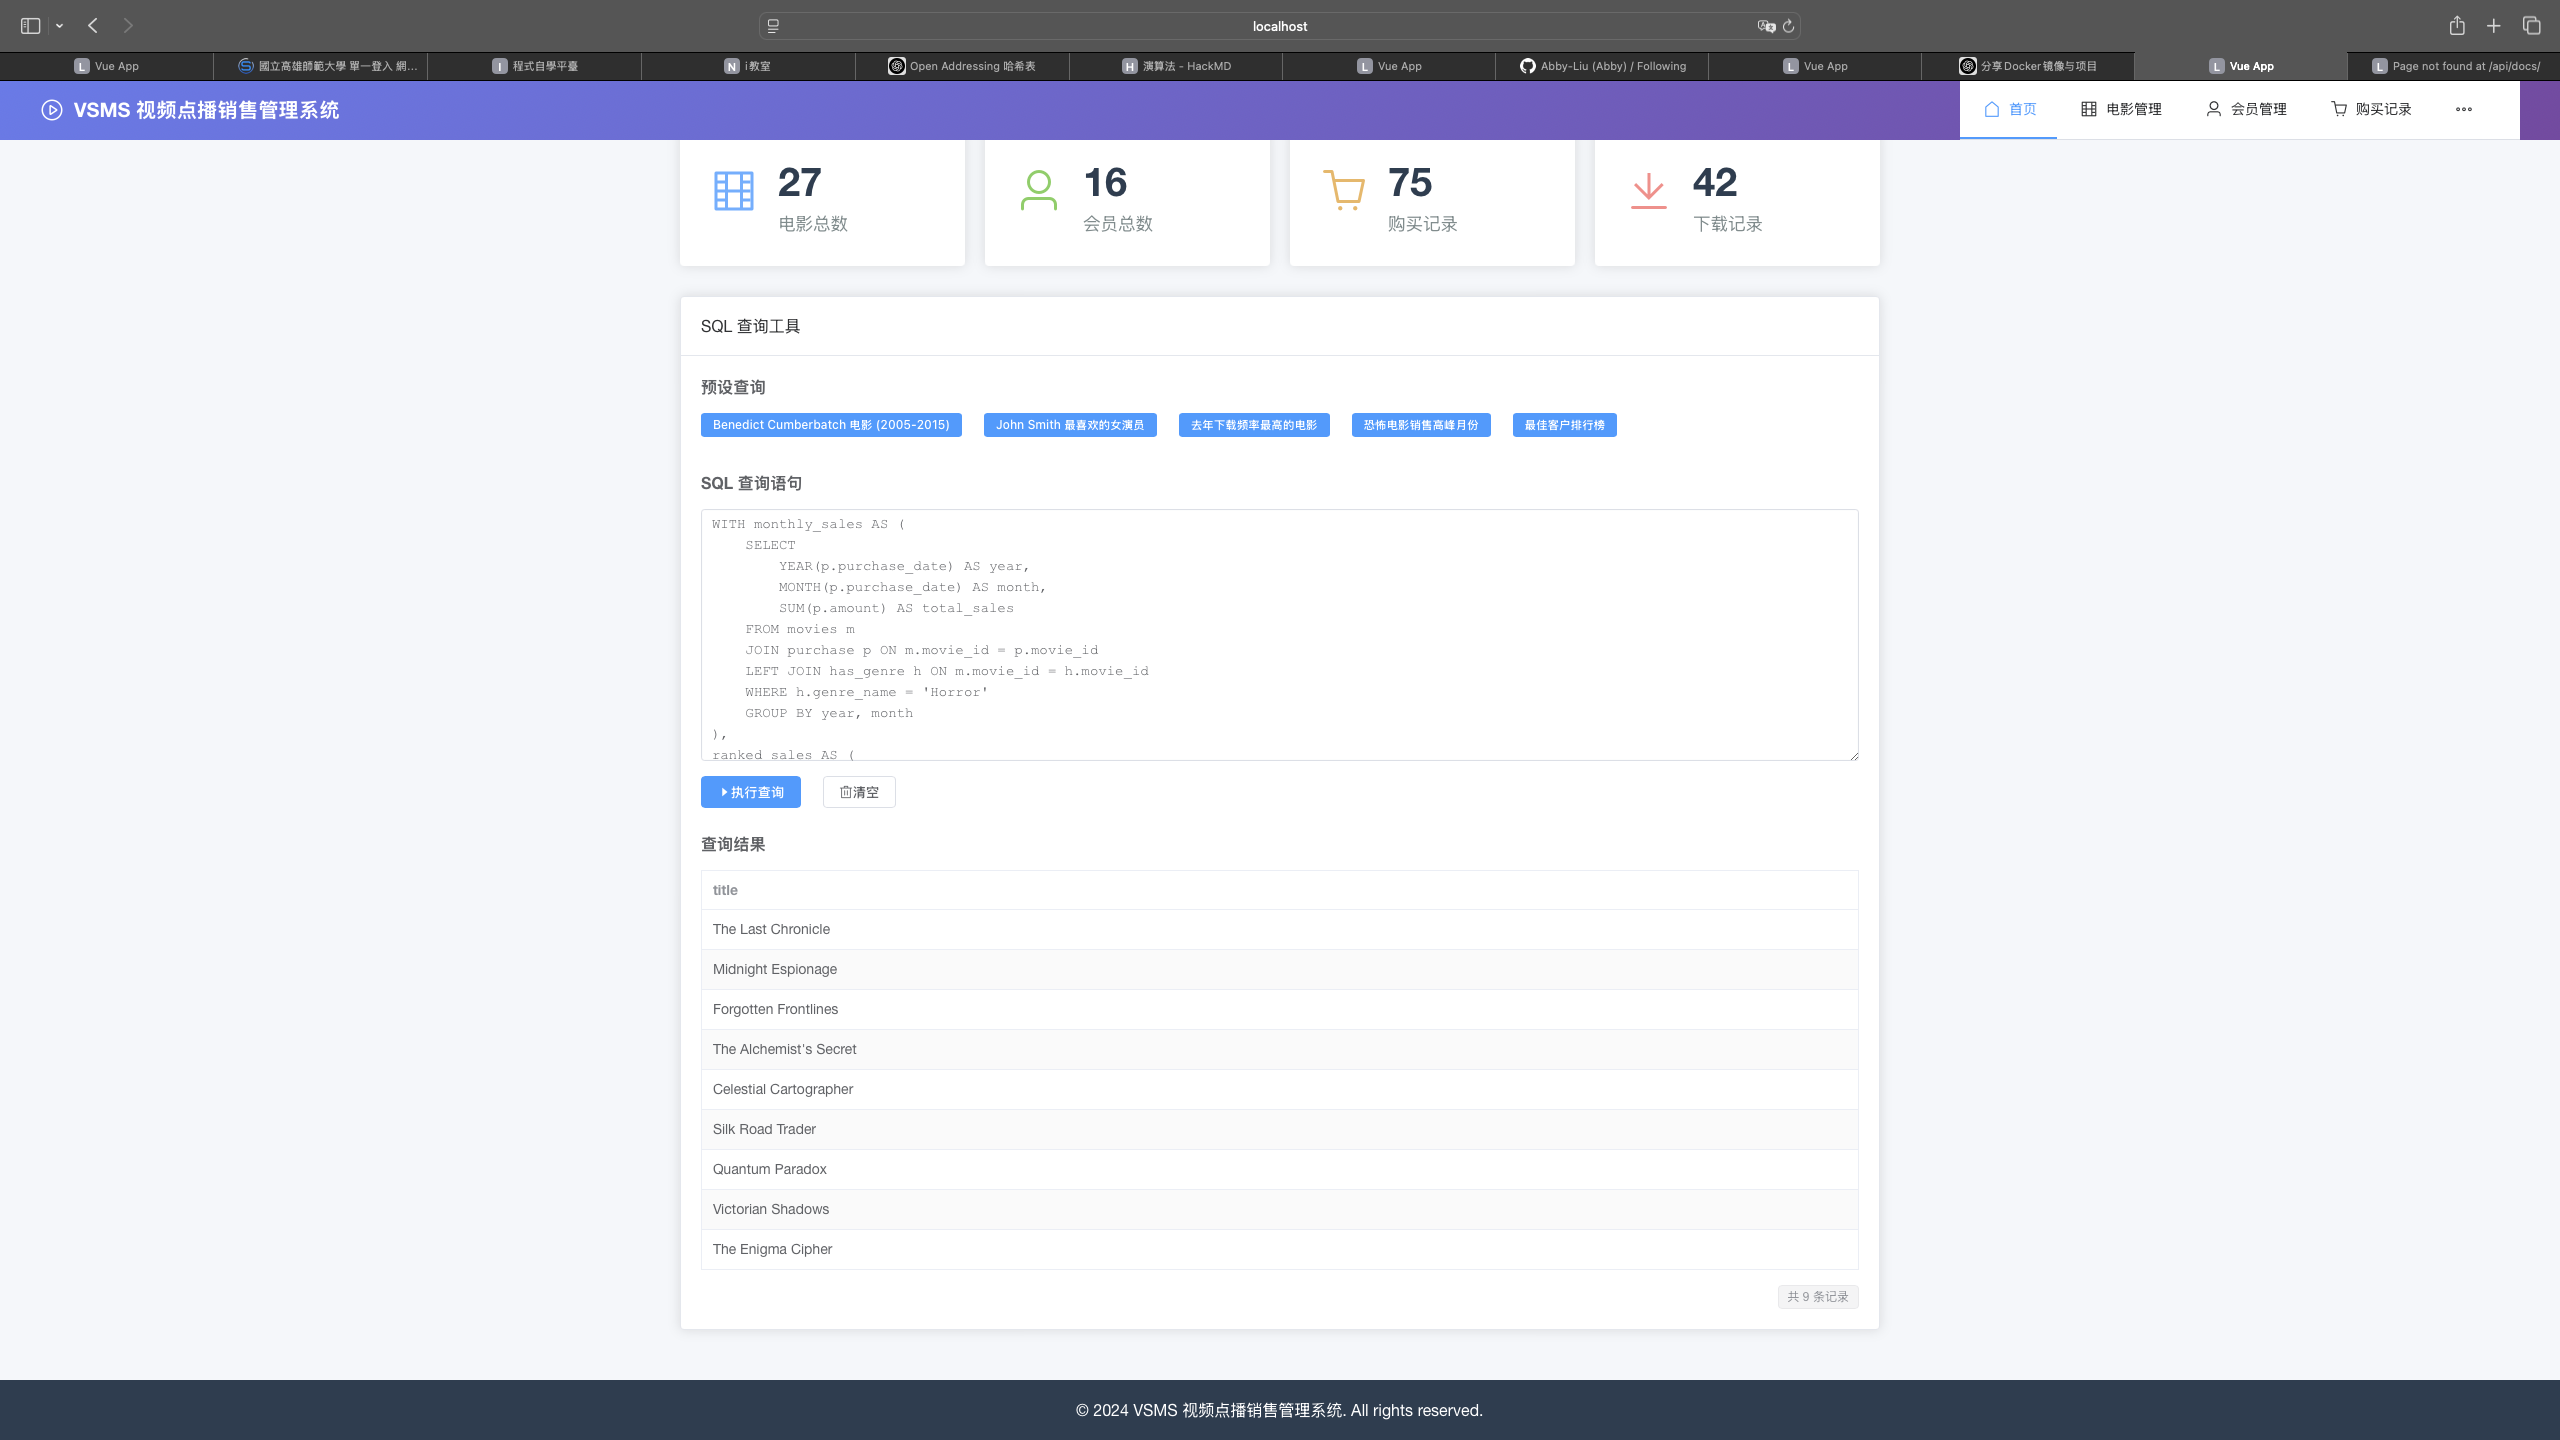 localhost
Vue App
國立高雄師範大學 單一登入 網...
程式自學平臺
i教室
Open Addressing 哈希表
演算法 - HackMD
Vue App
Abby-Liu (Abby) / Following
Vue App
分享Docker镜像与项目
Vue App
Page not found at /api/docs/
VSMS 视频点播销售管理系统
首页
电影管理
会员管理
购买记录
27
电影总数
16
会员总数
75
购买记录
42
下载记录
SQL 查询工具
预设查询
Benedict Cumberbatch 电影 (2005-2015)
John Smith 最喜欢的女演员
去年下载频率最高的电影
恐怖电影销售高峰月份
最佳客户排行榜
SQL 查询语句
WITH monthly_sales AS (
    SELECT
        YEAR(p.purchase_date) AS year,
        MONTH(p.purchase_date) AS month,
        SUM(p.amount) AS total_sales
    FROM movies m
    JOIN purchase p ON m.movie_id = p.movie_id
    LEFT JOIN has_genre h ON m.movie_id = h.movie_id
    WHERE h.genre_name = 'Horror'
    GROUP BY year, month
),
ranked_sales AS (
执行查询
清空
查询结果
title
The Last Chronicle
Midnight Espionage
Forgotten Frontlines
The Alchemist's Secret
Celestial Cartographer
Silk Road Trader
Quantum Paradox
Victorian Shadows
The Enigma Cipher
共 9 条记录
© 2024 VSMS 视频点播销售管理系统. All rights reserved.